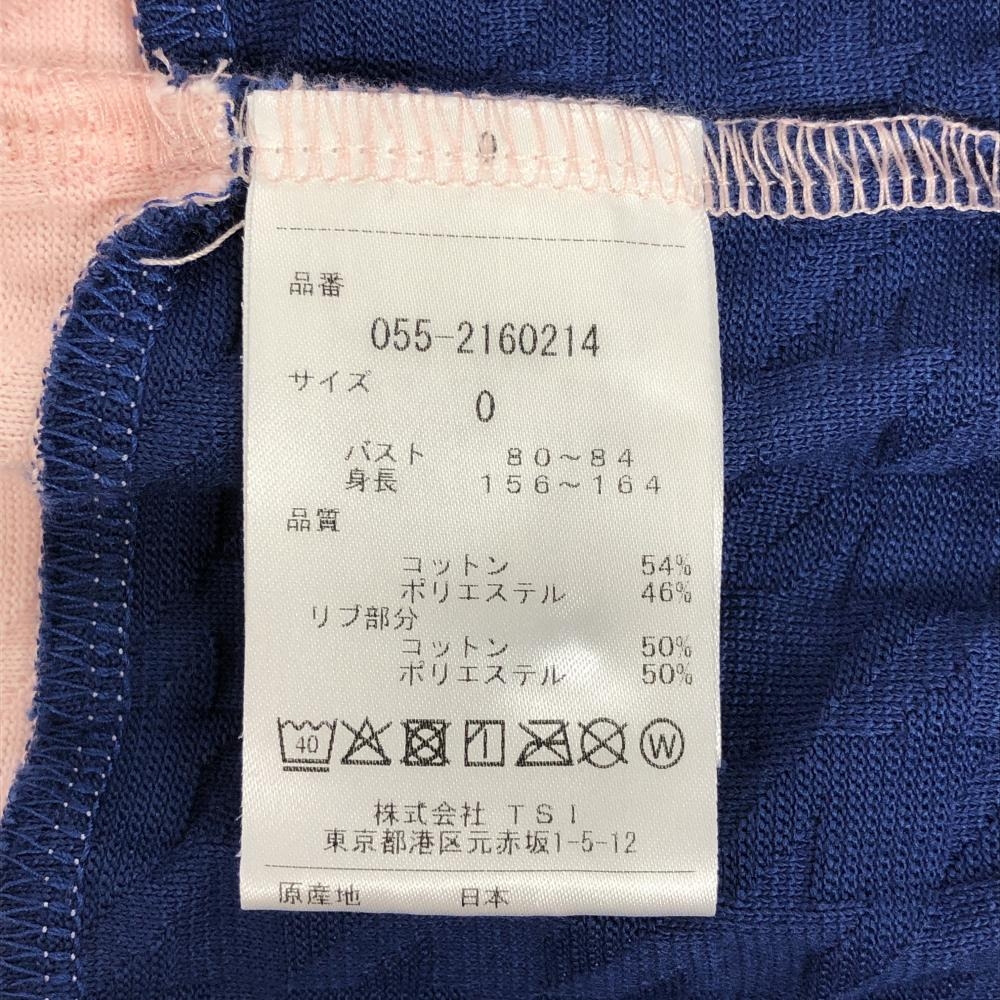 0
品番
055-2160214
サイズ
0
バスト 80～84
身長 156～164
品質
コットン 54%
ポリエステル 46%
リブ部分
コットン 50%
ポリエステル 50%
40 W
株式会社 TSI
東京都港区元赤坂1-5-12
原産地 日本